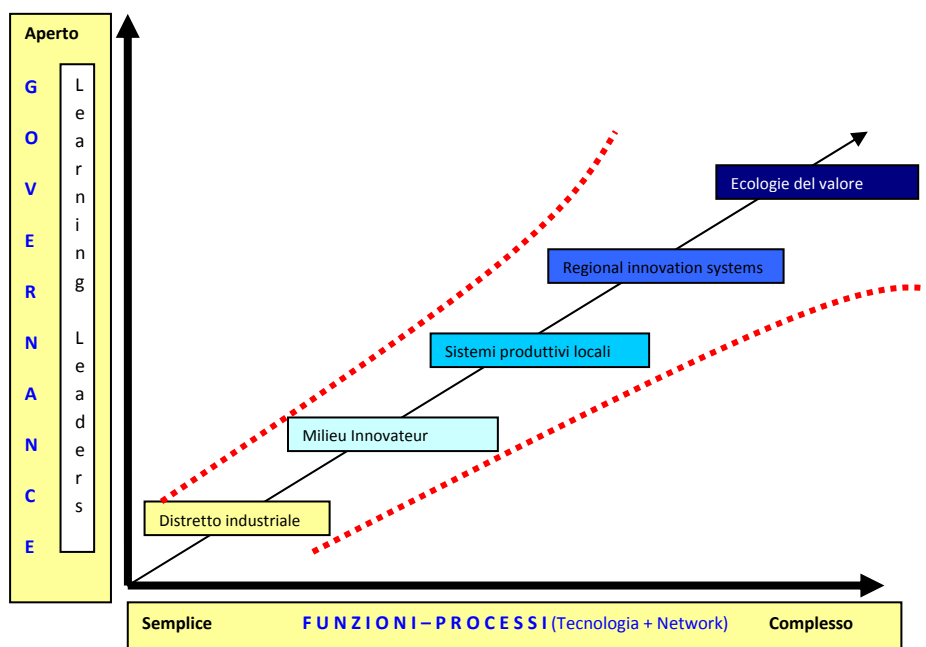 Aperto
GOVERNANCE
Learning Leaders
Ecologie del valore
Regional innovation systems
Sistemi produttivi locali
Milieu Innovateur
Distretto industriale
Semplice FUNZIONI–PROCESSI (Tecnologia + Network) Complesso